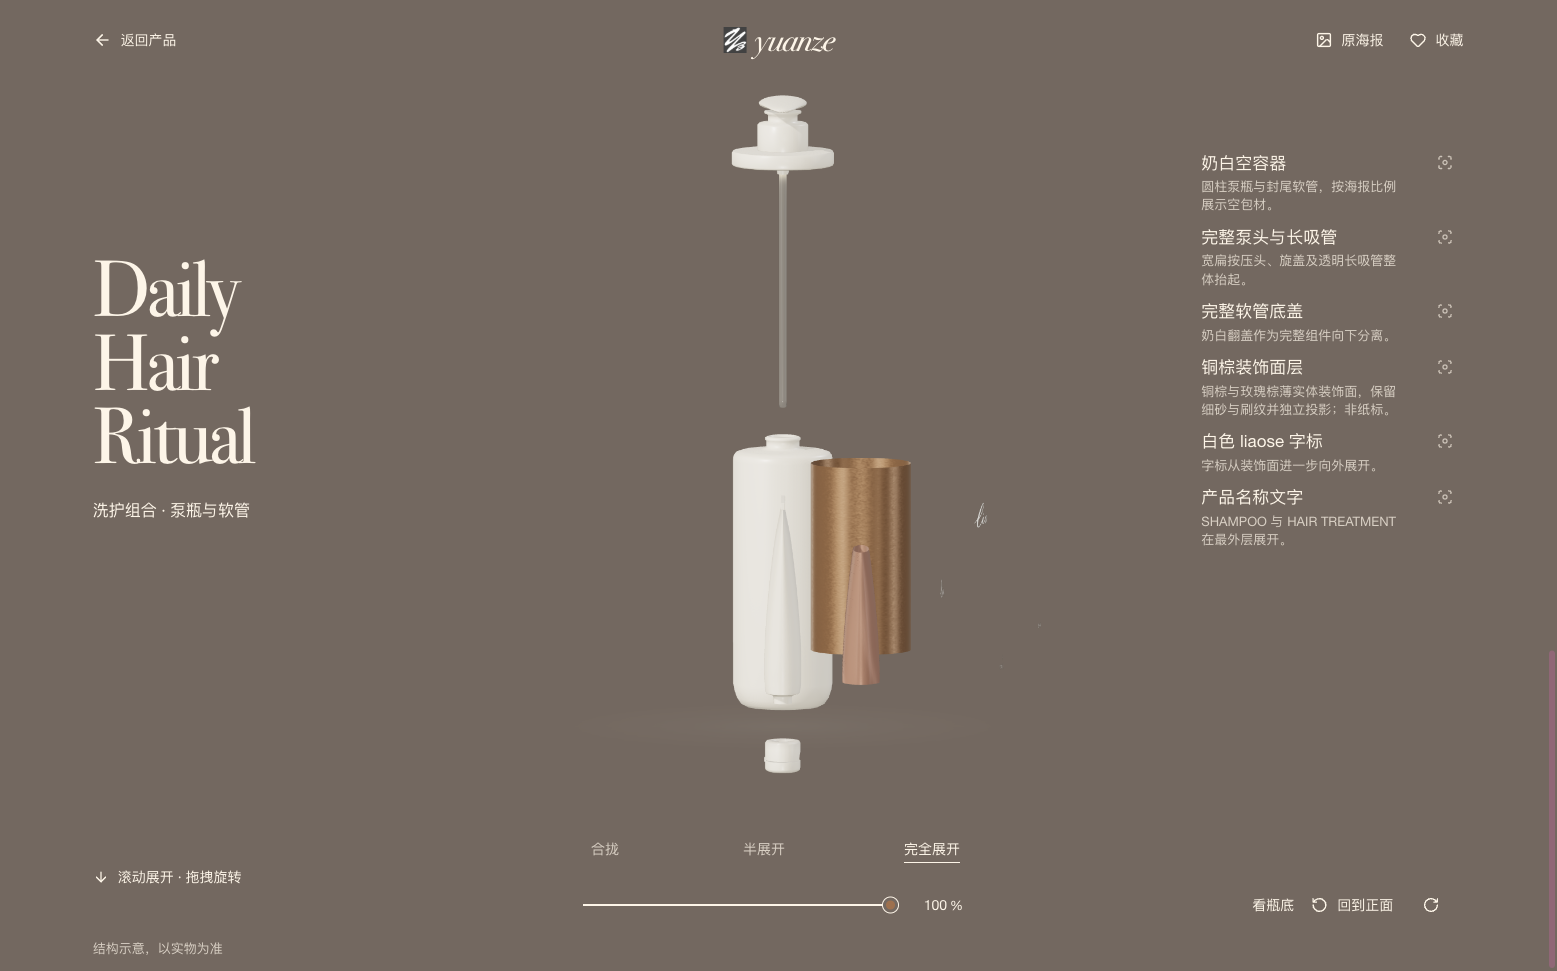 返回产品
yuanze
原海报
收藏
Daily
Hair
Ritual
洗护组合 · 泵瓶与软管
奶白空容器
圆柱泵瓶与封尾软管，按海报比例
展示空包材。
完整泵头与长吸管
宽扁按压头、旋盖及透明长吸管整
体抬起。
完整软管底盖
奶白翻盖作为完整组件向下分离。
铜棕装饰面层
铜棕与玫瑰棕薄实体装饰面，保留
细砂与刷纹并独立投影；非纸标。
白色 liaose 字标
字标从装饰面进一步向外展开。
产品名称文字
SHAMPOO 与 HAIR TREATMENT
在最外层展开。
合拢
半展开
完全展开
滚动展开 · 拖拽旋转
100 %
看瓶底
回到正面
结构示意，以实物为准